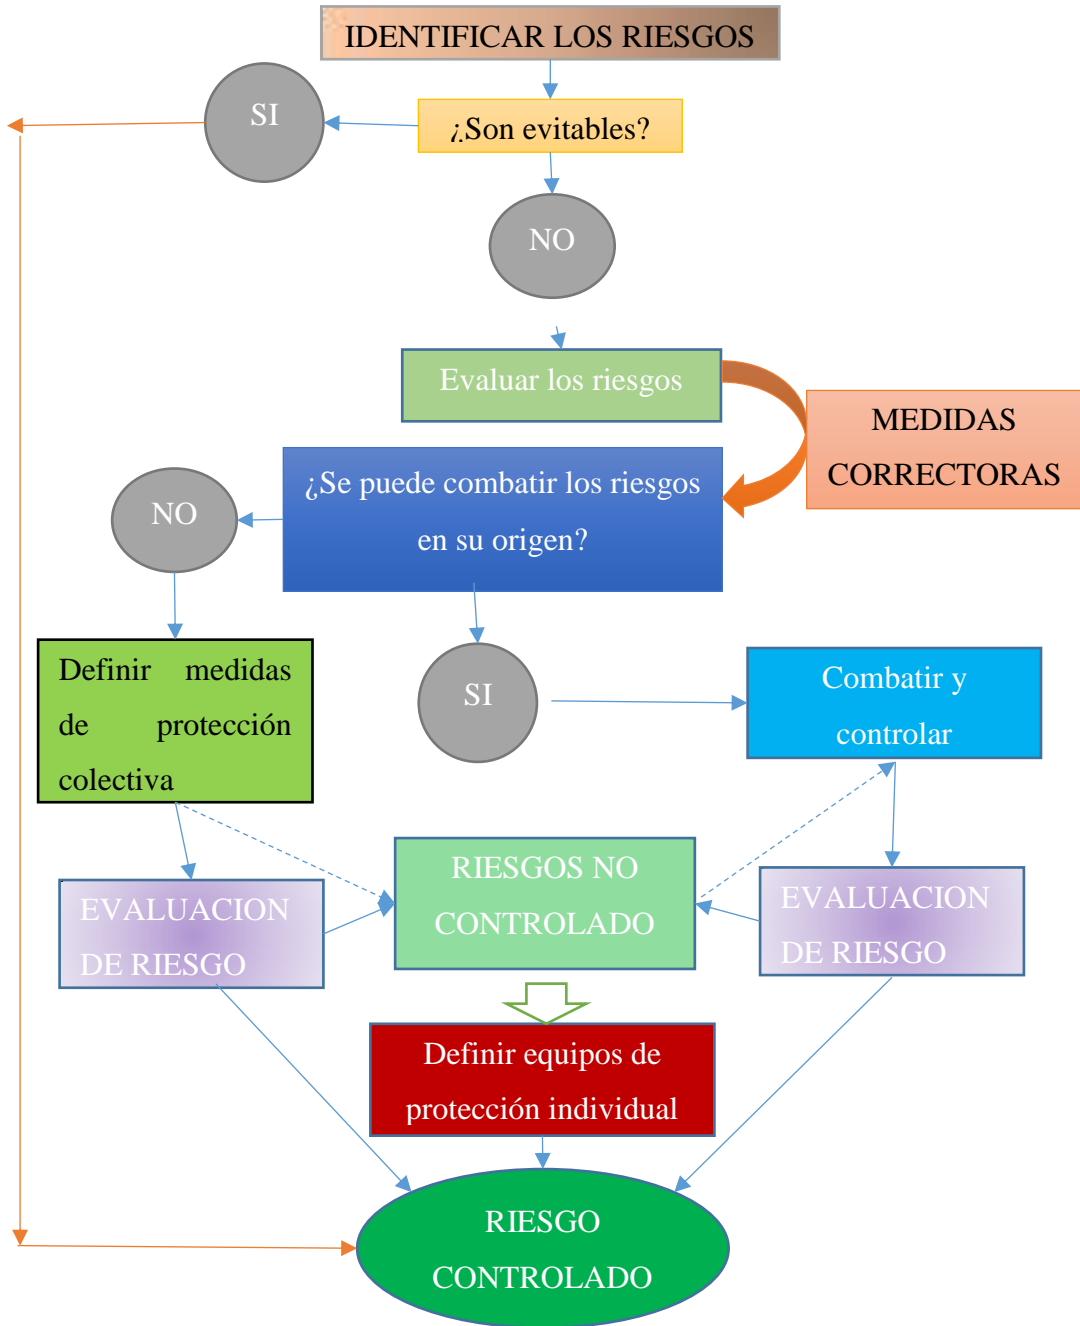 IDENTIFICAR LOS RIESGOS
SI
¿Son evitables?
NO
Evaluar los riesgos
MEDIDAS
CORRECTORAS
¿Se puede combatir los riesgos
en su origen?
NO
Definir medidas
de protección
colectiva
SI
Combatir y
controlar
EVALUACION
DE RIESGO
RIESGOS NO
CONTROLADO
EVALUACION
DE RIESGO
Definir equipos de
protección individual
RIESGO
CONTROLADO